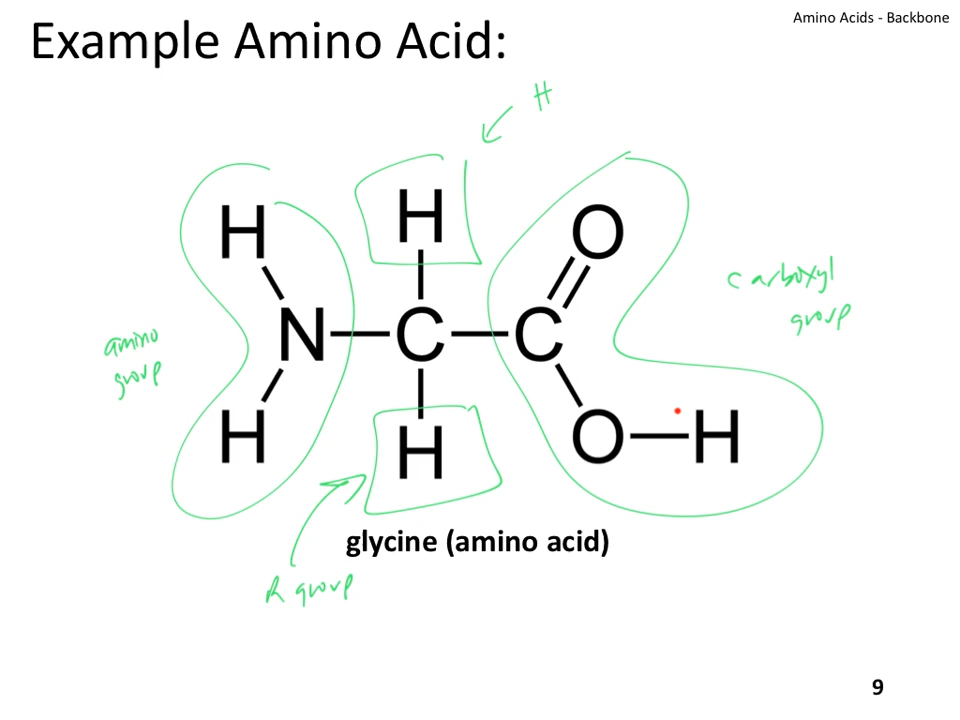 Amino Acids - Backbone
Example Amino Acid:
H
H H O
carboxyl
group
N C C
amino
group
H H O H
glycine (amino acid)
R group
9